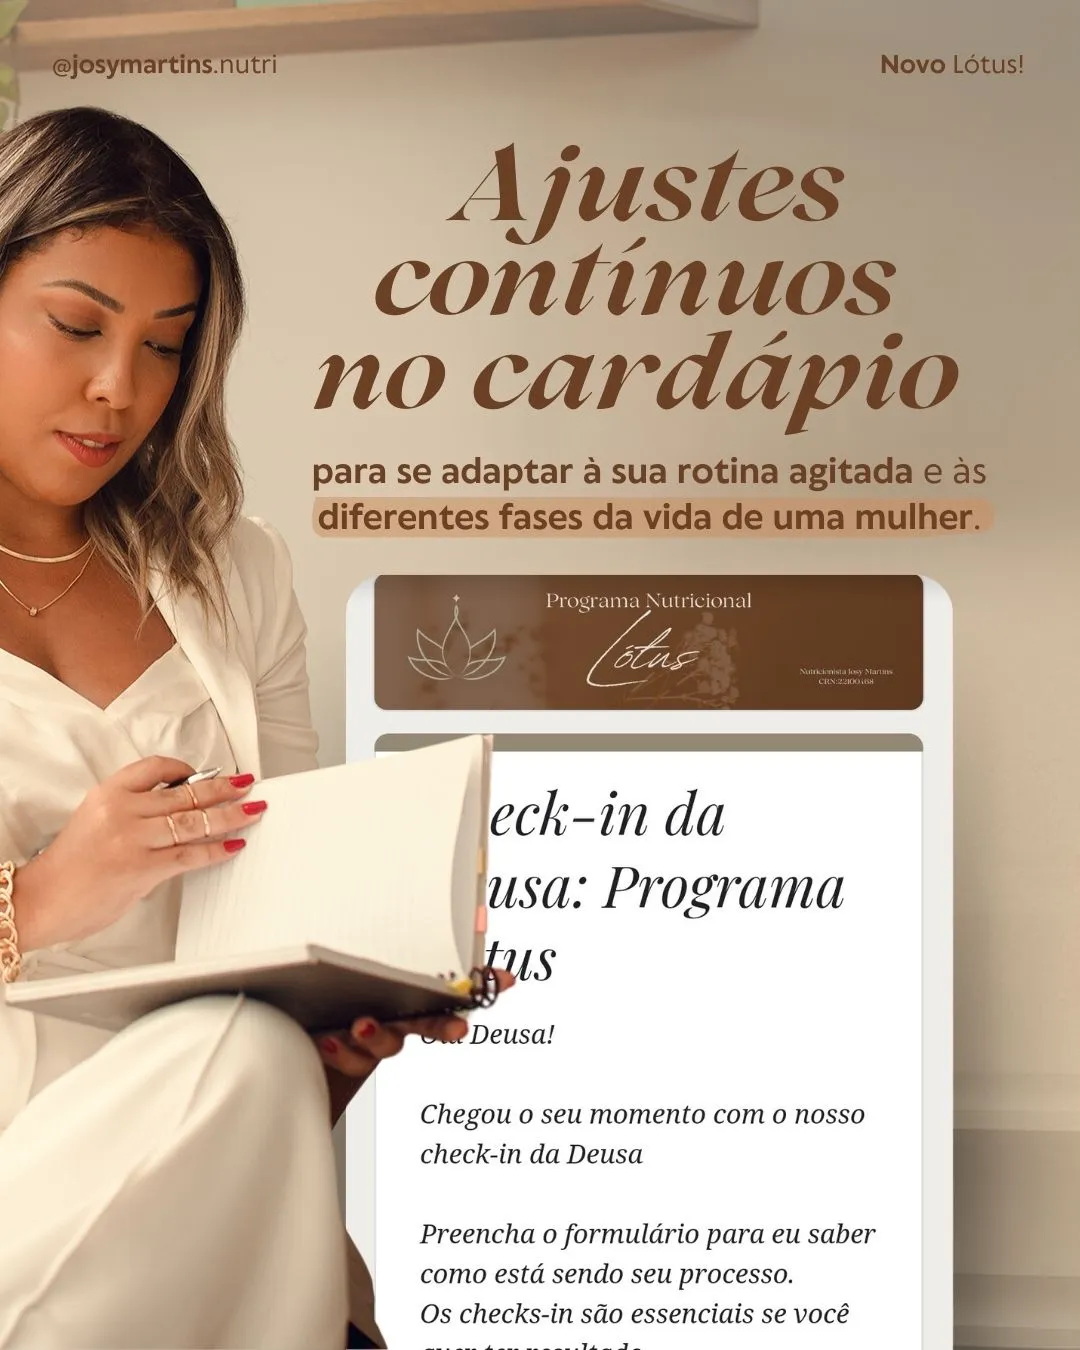 @josymartins.nutri
Novo Lótus!
Ajustes
contínuos
no cardápio
para se adaptar à sua rotina agitada e às
diferentes fases da vida de uma mulher.
Programa Nutricional
Lótus
Nutricionista Josy Martins
eck-in da
usa: Programa
tus
Deusa!
Chegou o seu momento com o nosso
check-in da Deusa
Preencha o formulário para eu saber
como está sendo seu processo.
Os checks-in são essenciais se você